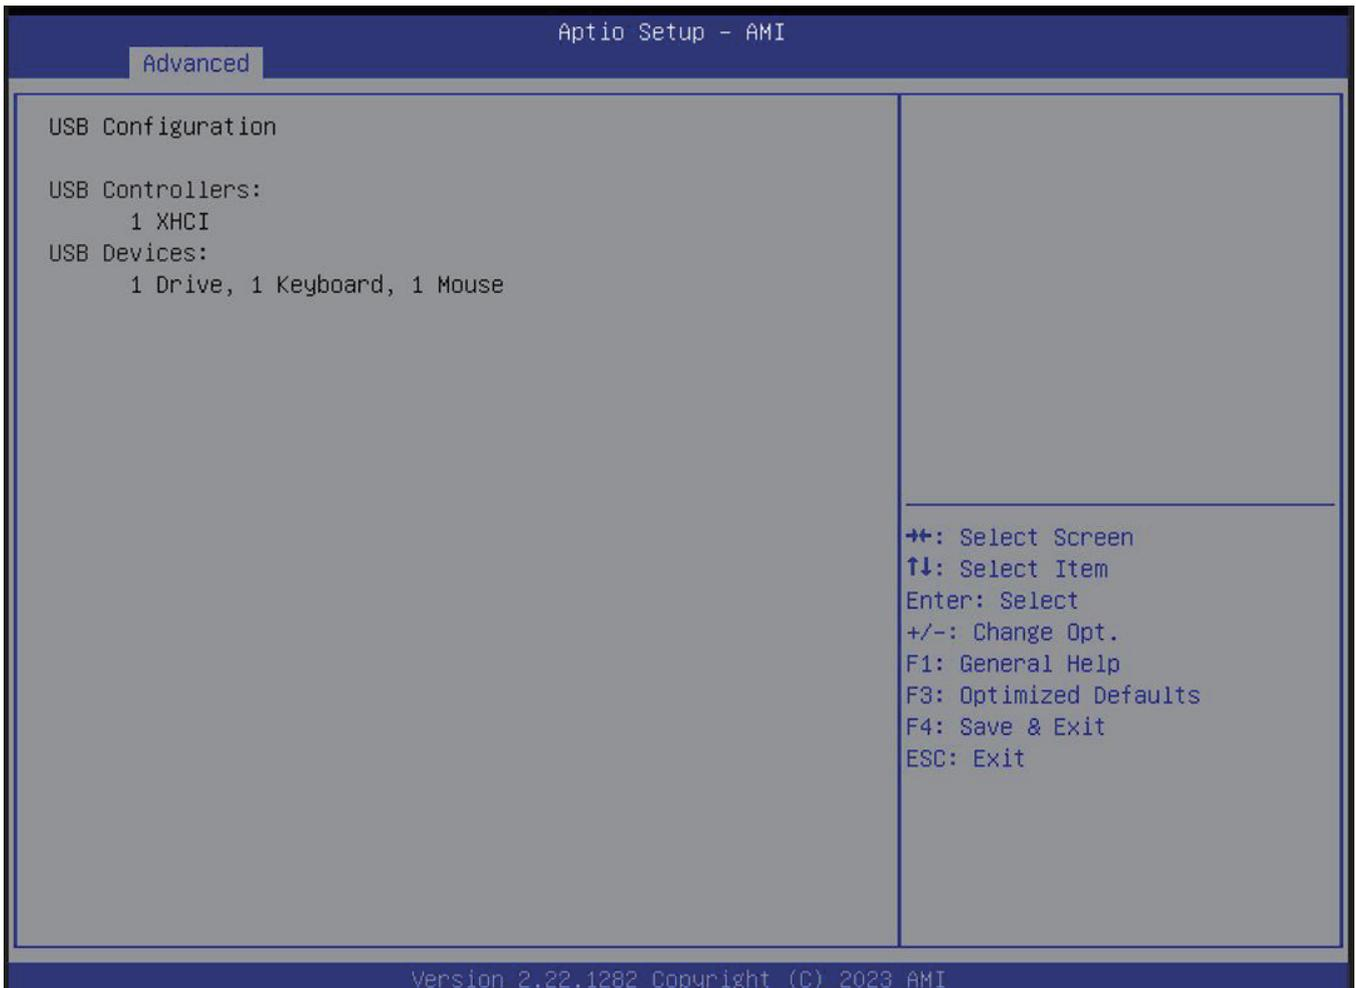 Aptio Setup – AMI
Advanced
USB Configuration
USB Controllers:
1 XHCI
USB Devices:
1 Drive, 1 Keyboard, 1 Mouse
→←: Select Screen
↑↓: Select Item
Enter: Select
+/-: Change Opt.
F1: General Help
F3: Optimized Defaults
F4: Save & Exit
ESC: Exit
Version 2.22.1282 Copyright (C) 2023 AMI